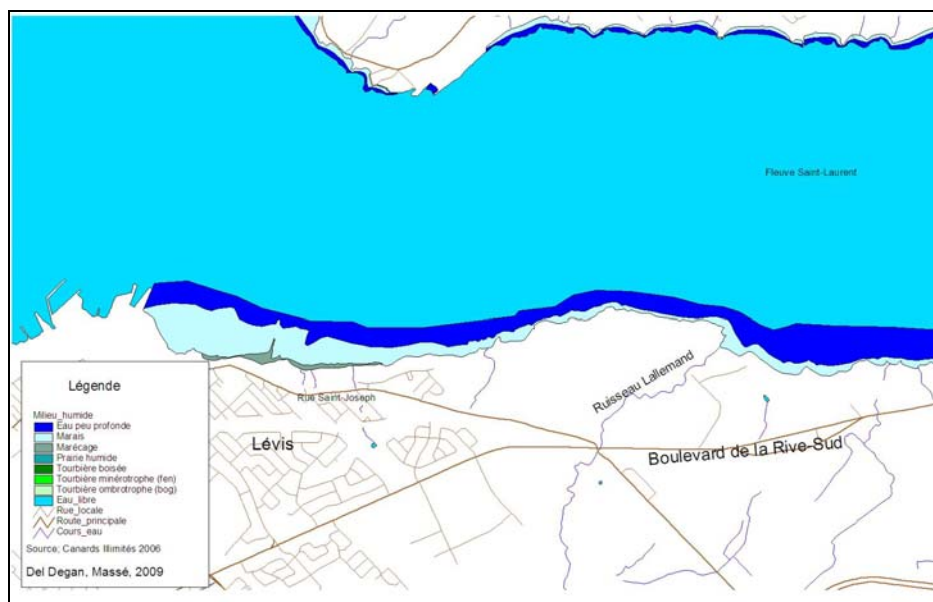 Fleuve Saint-Laurent
Ruisseau Lallemand
Rue Saint-Joseph
Lévis
Boulevard de la Rive-Sud
Légende
Milieu_humide
Eau peu profonde
Marais
Marécage
Prairie humide
Tourbière boisée
Tourbière minérotrophe (fen)
Tourbière ombrotrophe (bog)
Eau_libre
Rue_locale
Route_principale
Cours_eau
Source; Canards Illimités 2006
Del Degan, Massé, 2009